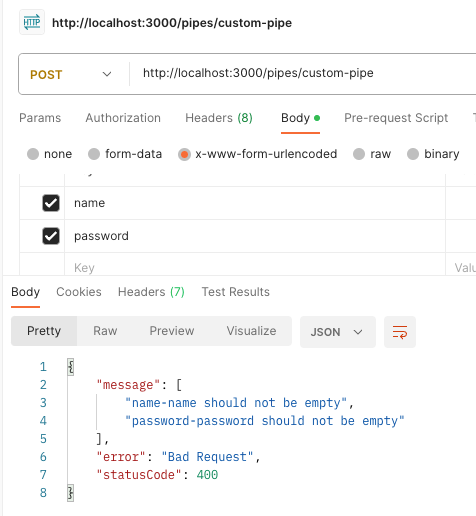 HTTP http://localhost:3000/pipes/custom-pipe
POST http://localhost:3000/pipes/custom-pipe
Params Authorization Headers (8) Body Pre-request Script
none form-data x-www-form-urlencoded raw binary
name
password
Key Valu
Body Cookies Headers (7) Test Results
Pretty Raw Preview Visualize JSON
1 {
2 "message": [
3 "name-name should not be empty",
4 "password-password should not be empty"
5 ],
6 "error": "Bad Request",
7 "statusCode": 400
8 }